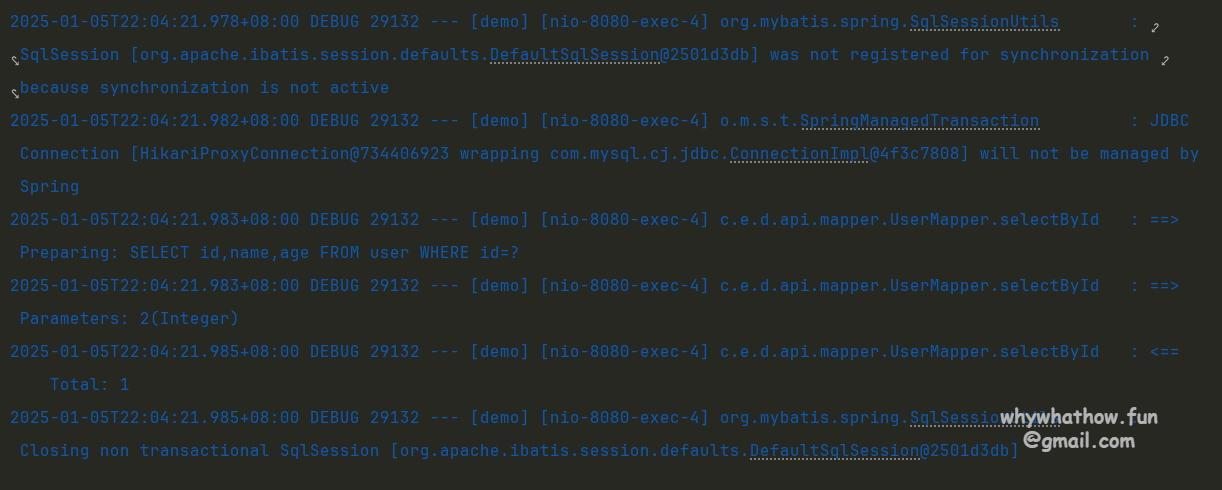 2025-01-05T22:04:21.978+08:00 DEBUG 29132 --- [demo] [nio-8080-exec-4] org.mybatis.spring.SqlSessionUtils       :
SqlSession [org.apache.ibatis.session.defaults.DefaultSqlSession@2501d3db] was not registered for synchronization
because synchronization is not active
2025-01-05T22:04:21.982+08:00 DEBUG 29132 --- [demo] [nio-8080-exec-4] o.m.s.t.SpringManagedTransaction         : JDBC
Connection [HikariProxyConnection@734406923 wrapping com.mysql.cj.jdbc.ConnectionImpl@4f3c7808] will not be managed by
Spring
2025-01-05T22:04:21.983+08:00 DEBUG 29132 --- [demo] [nio-8080-exec-4] c.e.d.api.mapper.UserMapper.selectById   : ==>
Preparing: SELECT id,name,age FROM user WHERE id=?
2025-01-05T22:04:21.983+08:00 DEBUG 29132 --- [demo] [nio-8080-exec-4] c.e.d.api.mapper.UserMapper.selectById   : ==>
Parameters: 2(Integer)
2025-01-05T22:04:21.985+08:00 DEBUG 29132 --- [demo] [nio-8080-exec-4] c.e.d.api.mapper.UserMapper.selectById   : <==
Total: 1
2025-01-05T22:04:21.985+08:00 DEBUG 29132 --- [demo] [nio-8080-exec-4] org.mybatis.spring.SqlSessionUtils       :
Closing non transactional SqlSession [org.apache.ibatis.session.defaults.DefaultSqlSession@2501d3db]
whywhathow.fun
@gmail.com